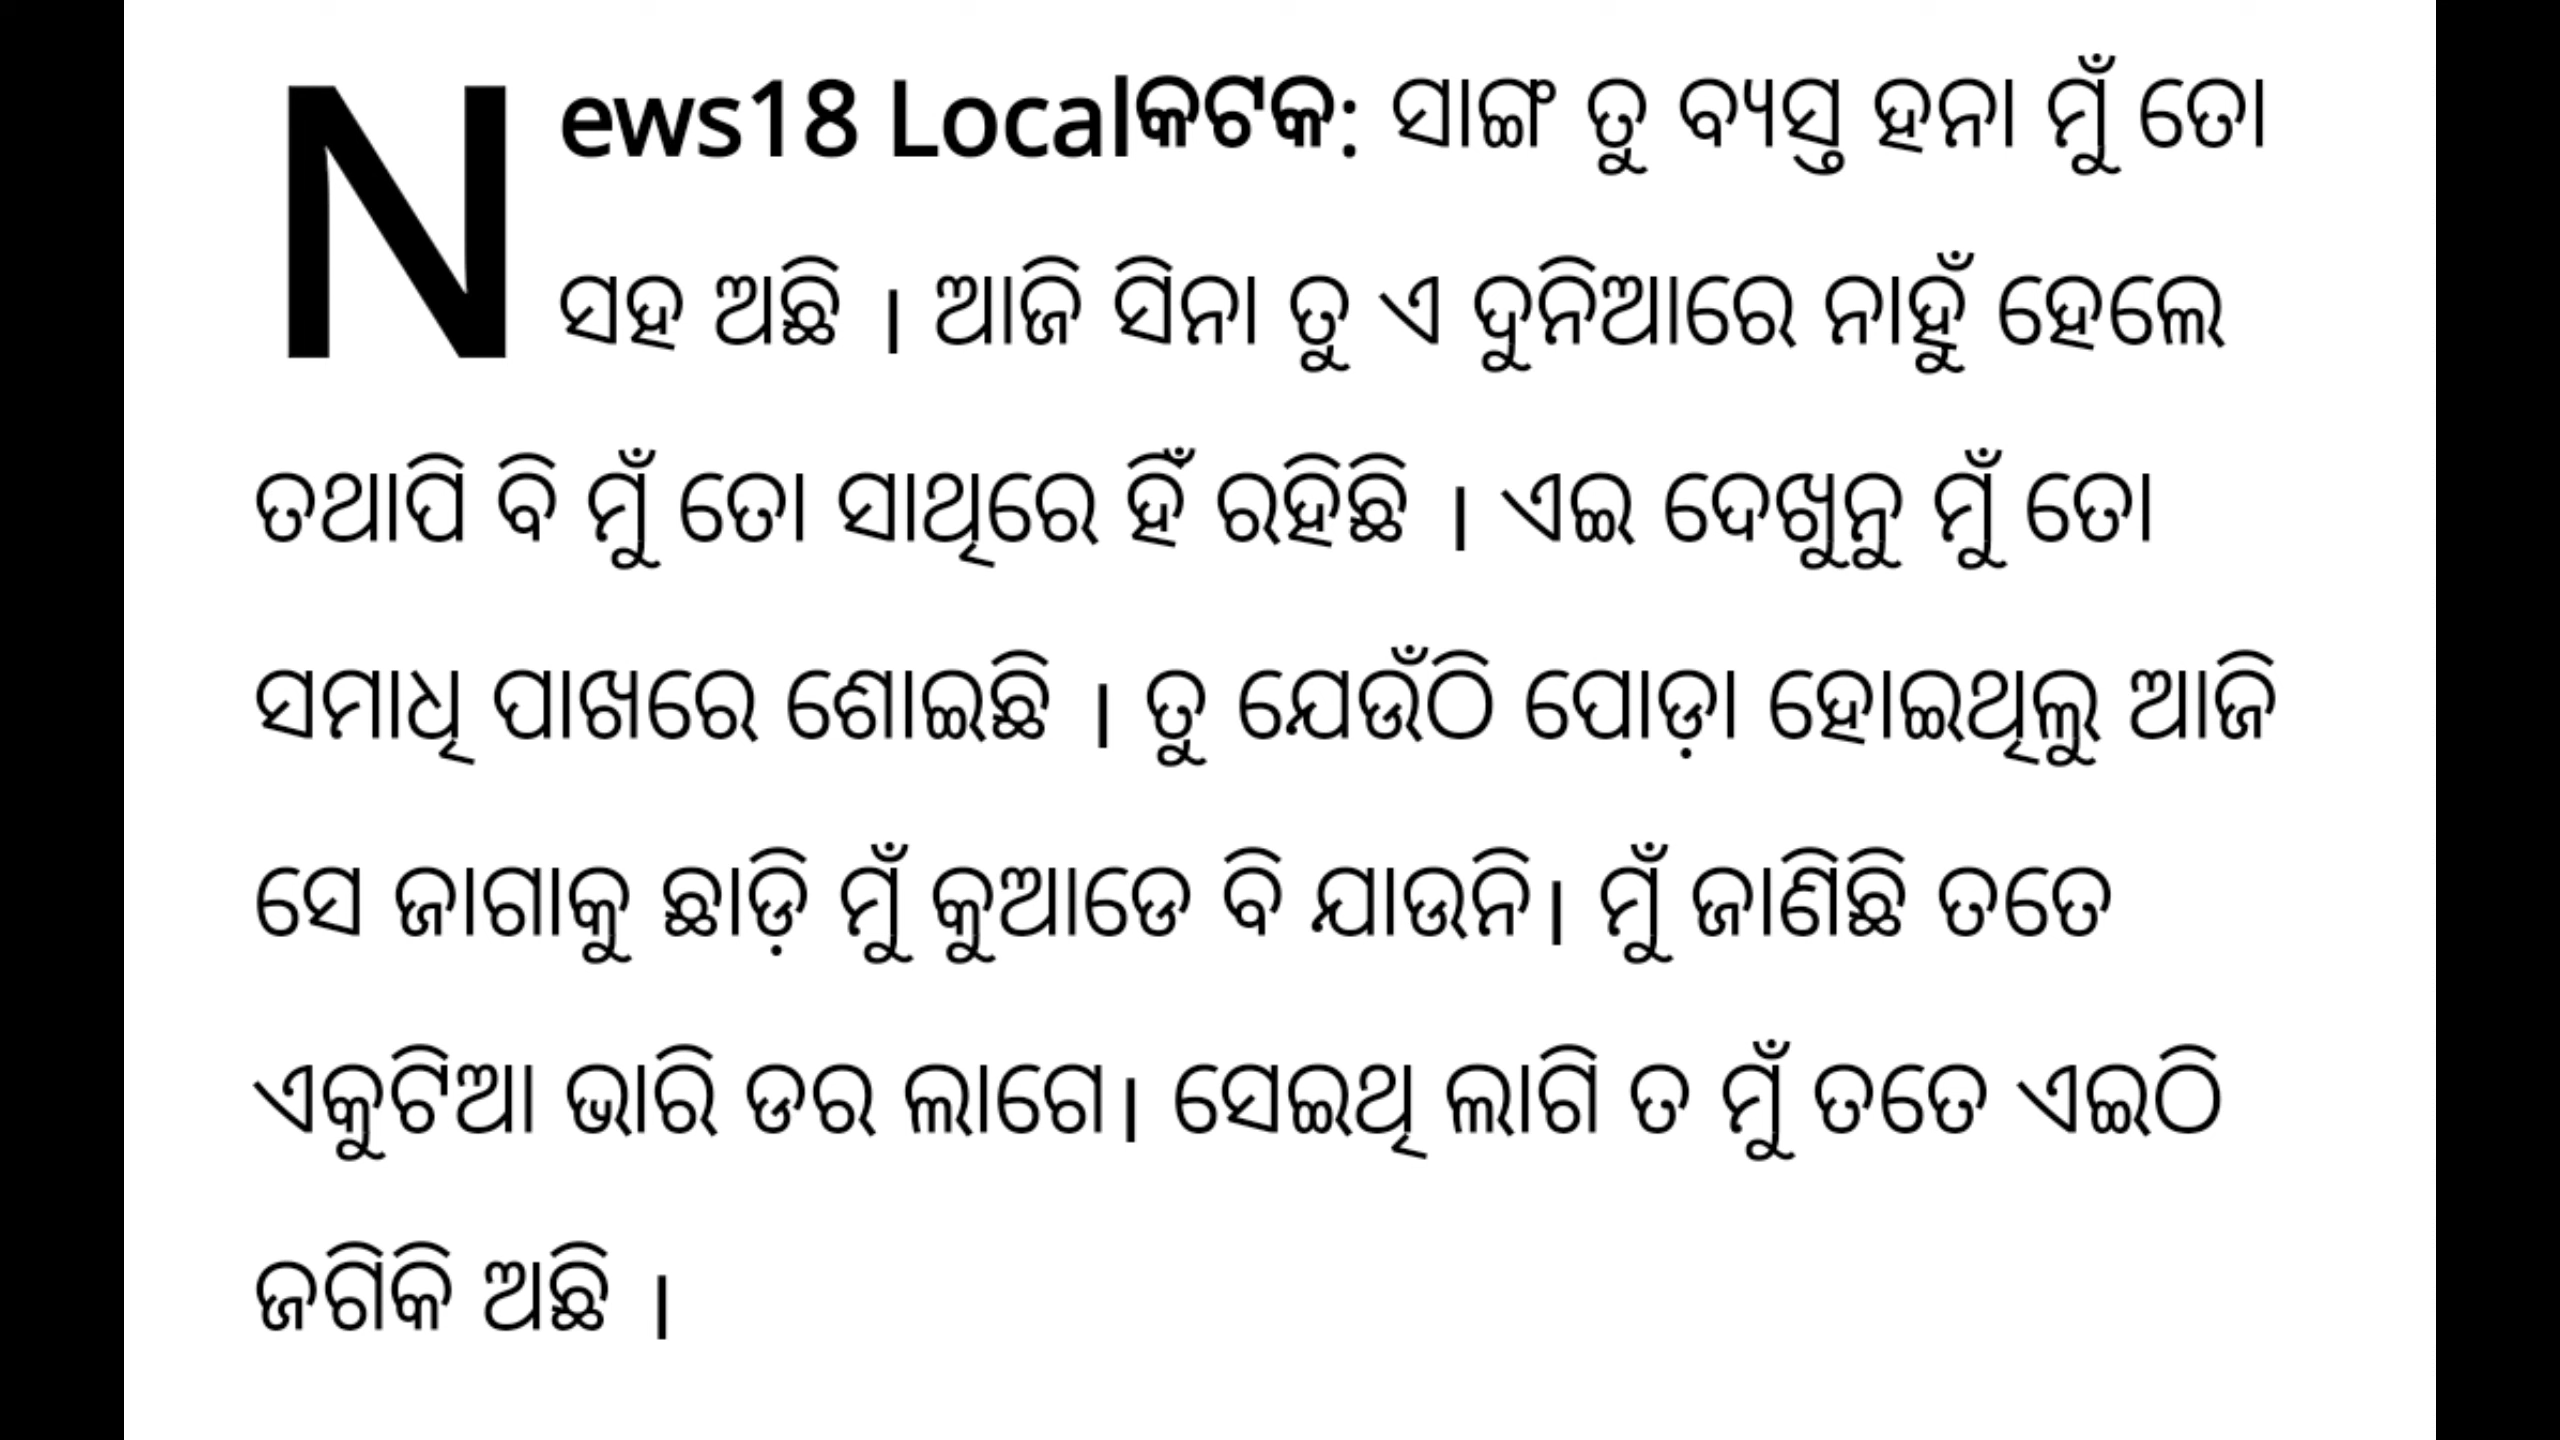 News18 Localକଟକ: ସାଙ୍ଗ ତୁ ବ୍ୟସ୍ତ ହନା ମୁଁ ତୋ
ସହ ଅଛି । ଆଜି ସିନା ତୁ ଏ ଦୁନିଆରେ ନାହୁଁ ହେଲେ
ତଥାପି ବି ମୁଁ ତୋ ସାଥିରେ ହିଁ ରହିଛି । ଏଇ ଦେଖୁନୁ ମୁଁ ତୋ
ସମାଧି ପାଖରେ ଶୋଇଛି । ତୁ ଯେଉଁଠି ପୋଡ଼ା ହୋଇଥିଲୁ ଆଜି
ସେ ଜାଗାକୁ ଛାଡ଼ି ମୁଁ କୁଆଡେ ବି ଯାଉନି। ମୁଁ ଜାଣିଛି ତତେ
ଏକୁଟିଆ ଭାରି ଡର ଲାଗେ। ସେଇଥି ଲାଗି ତ ମୁଁ ତତେ ଏଇଠି
ଜଗିକି ଅଛି ।